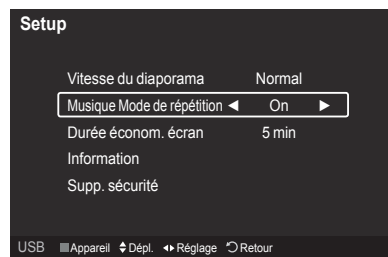 Setup
Vitesse du diaporama Normal
Musique Mode de répétition ◄ On ►
Durée économ. écran 5 min
Information
Supp. sécurité
USB Appareil Dépl. Réglage Retour